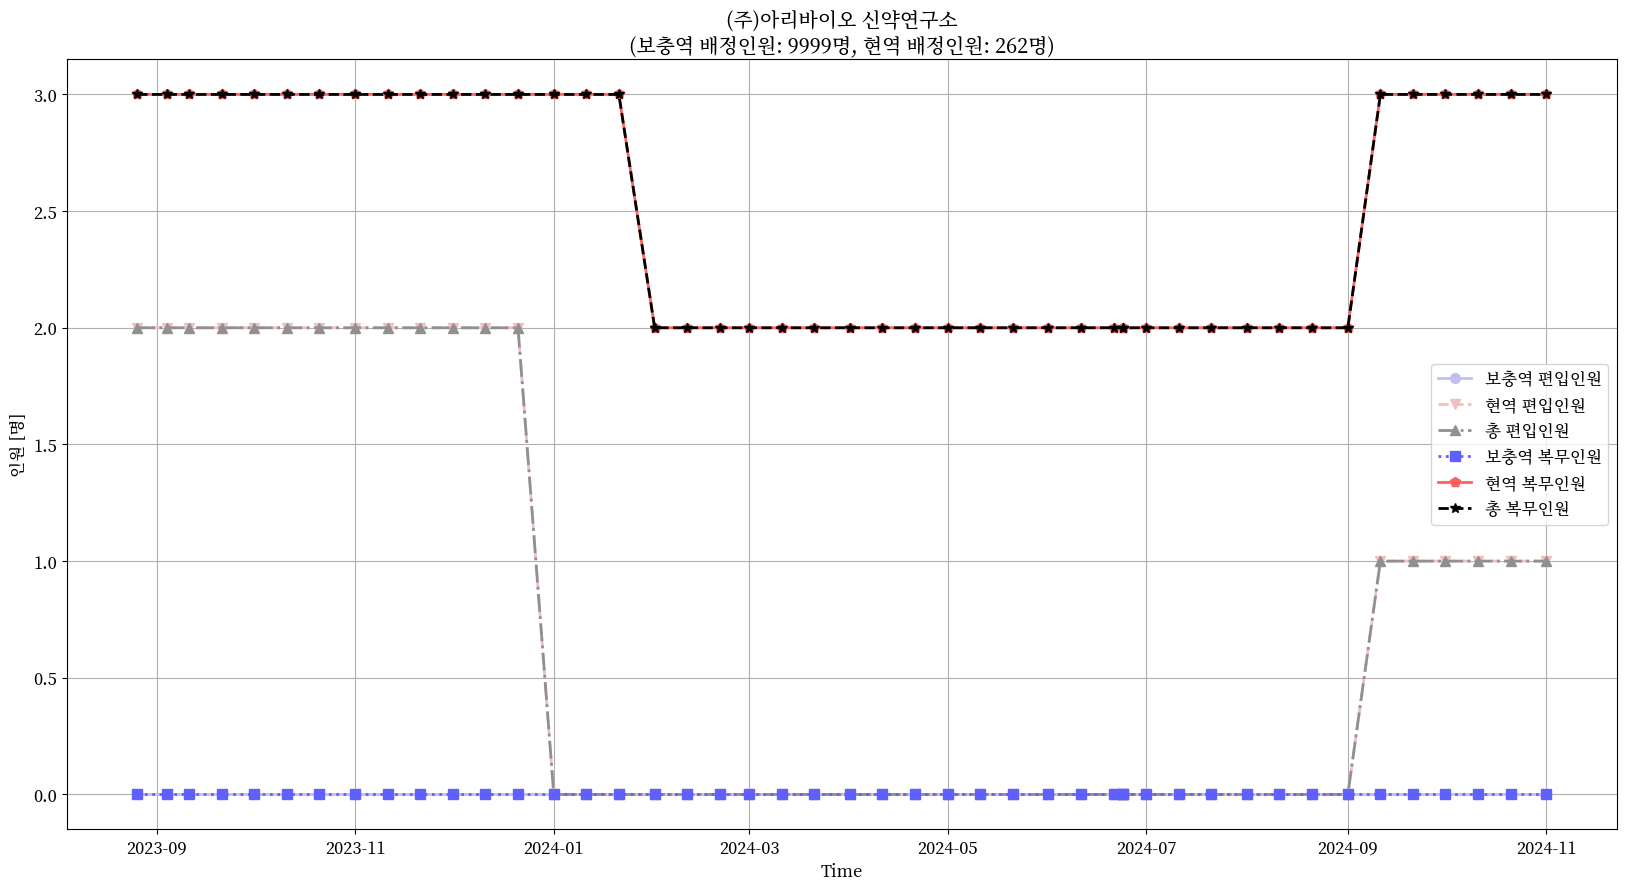 (주)아리바이오 신약연구소
(보충역 배정인원: 9999명, 현역 배정인원: 262명)
3.0
2.5
2.0
1.5
1.0
0.5
0.0
인원 [명]
보충역 편입인원
현역 편입인원
총 편입인원
보충역 복무인원
현역 복무인원
총 복무인원
2023-09 2023-11 2024-01 2024-03 2024-05 2024-07 2024-09 2024-11
Time